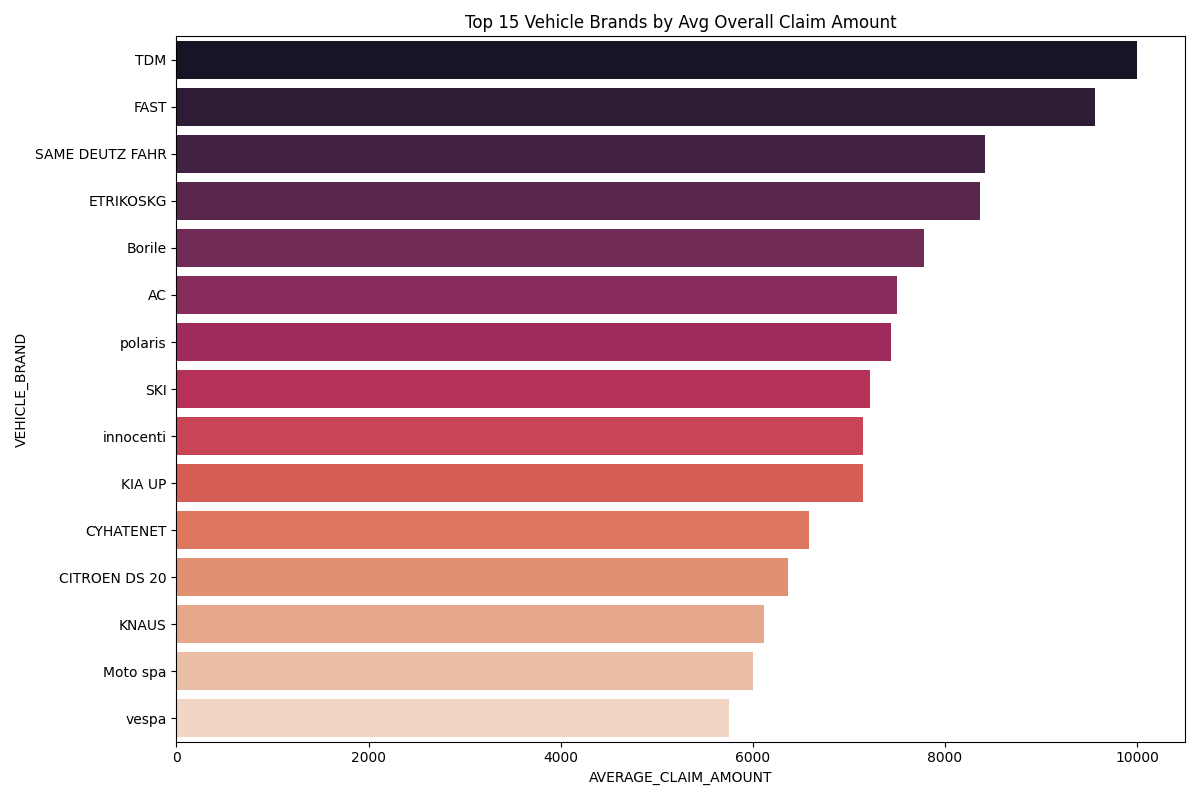 Top 15 Vehicle Brands by Avg Overall Claim Amount
VEHICLE_BRAND
TDM
FAST
SAME DEUTZ FAHR
ETRIKOSKG
Borile
AC
polaris
SKI
innocenti
KIA UP
CYHATENET
CITROEN DS 20
KNAUS
Moto spa
vespa
0 2000 4000 6000 8000 10000
AVERAGE_CLAIM_AMOUNT